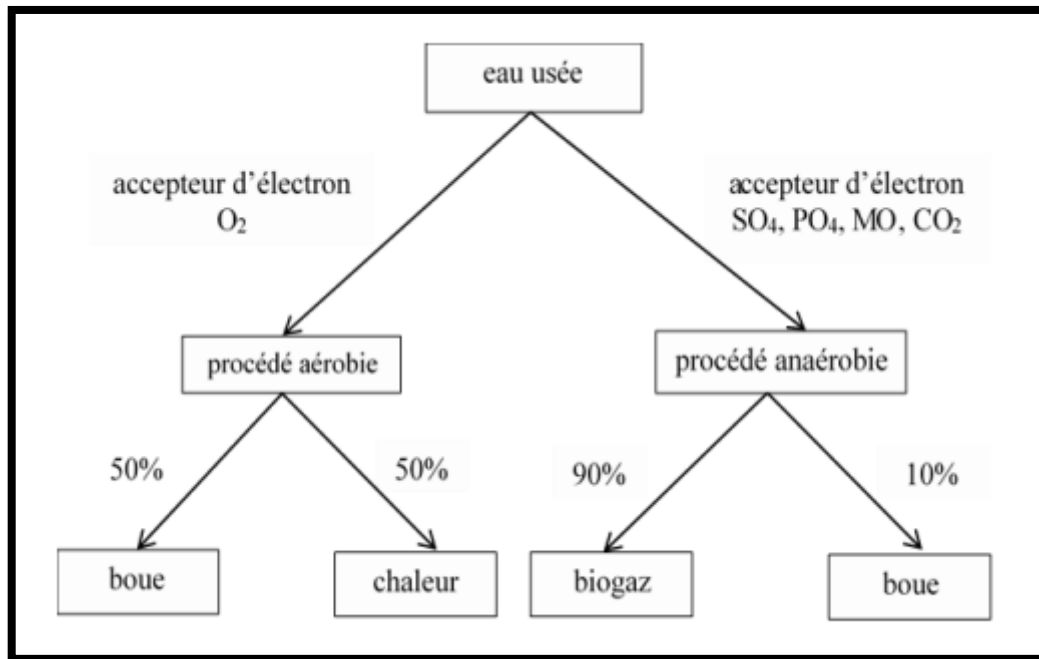 eau usée
accepteur d’électron
O₂
accepteur d’électron
SO₄, PO₄, MO, CO₂
procédé aérobie
procédé anaérobie
50%
50%
90%
10%
boue
chaleur
biogaz
boue